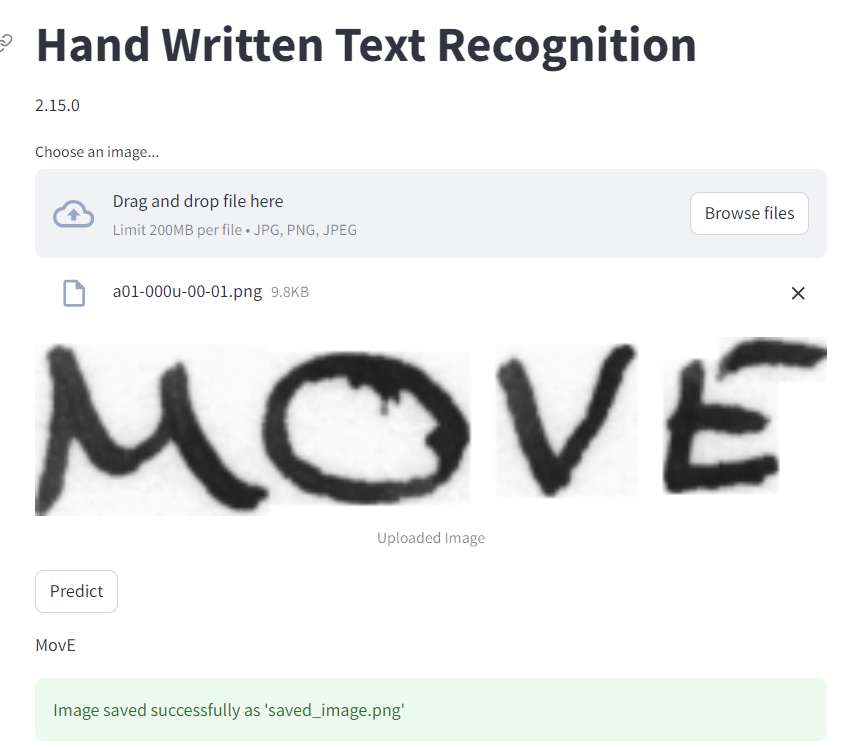 Hand Written Text Recognition
2.15.0
Choose an image...
Drag and drop file here
Limit 200MB per file • JPG, PNG, JPEG
Browse files
a01-000u-00-01.png 9.8KB
MOVE
Uploaded Image
Predict
MovE
Image saved successfully as 'saved_image.png'